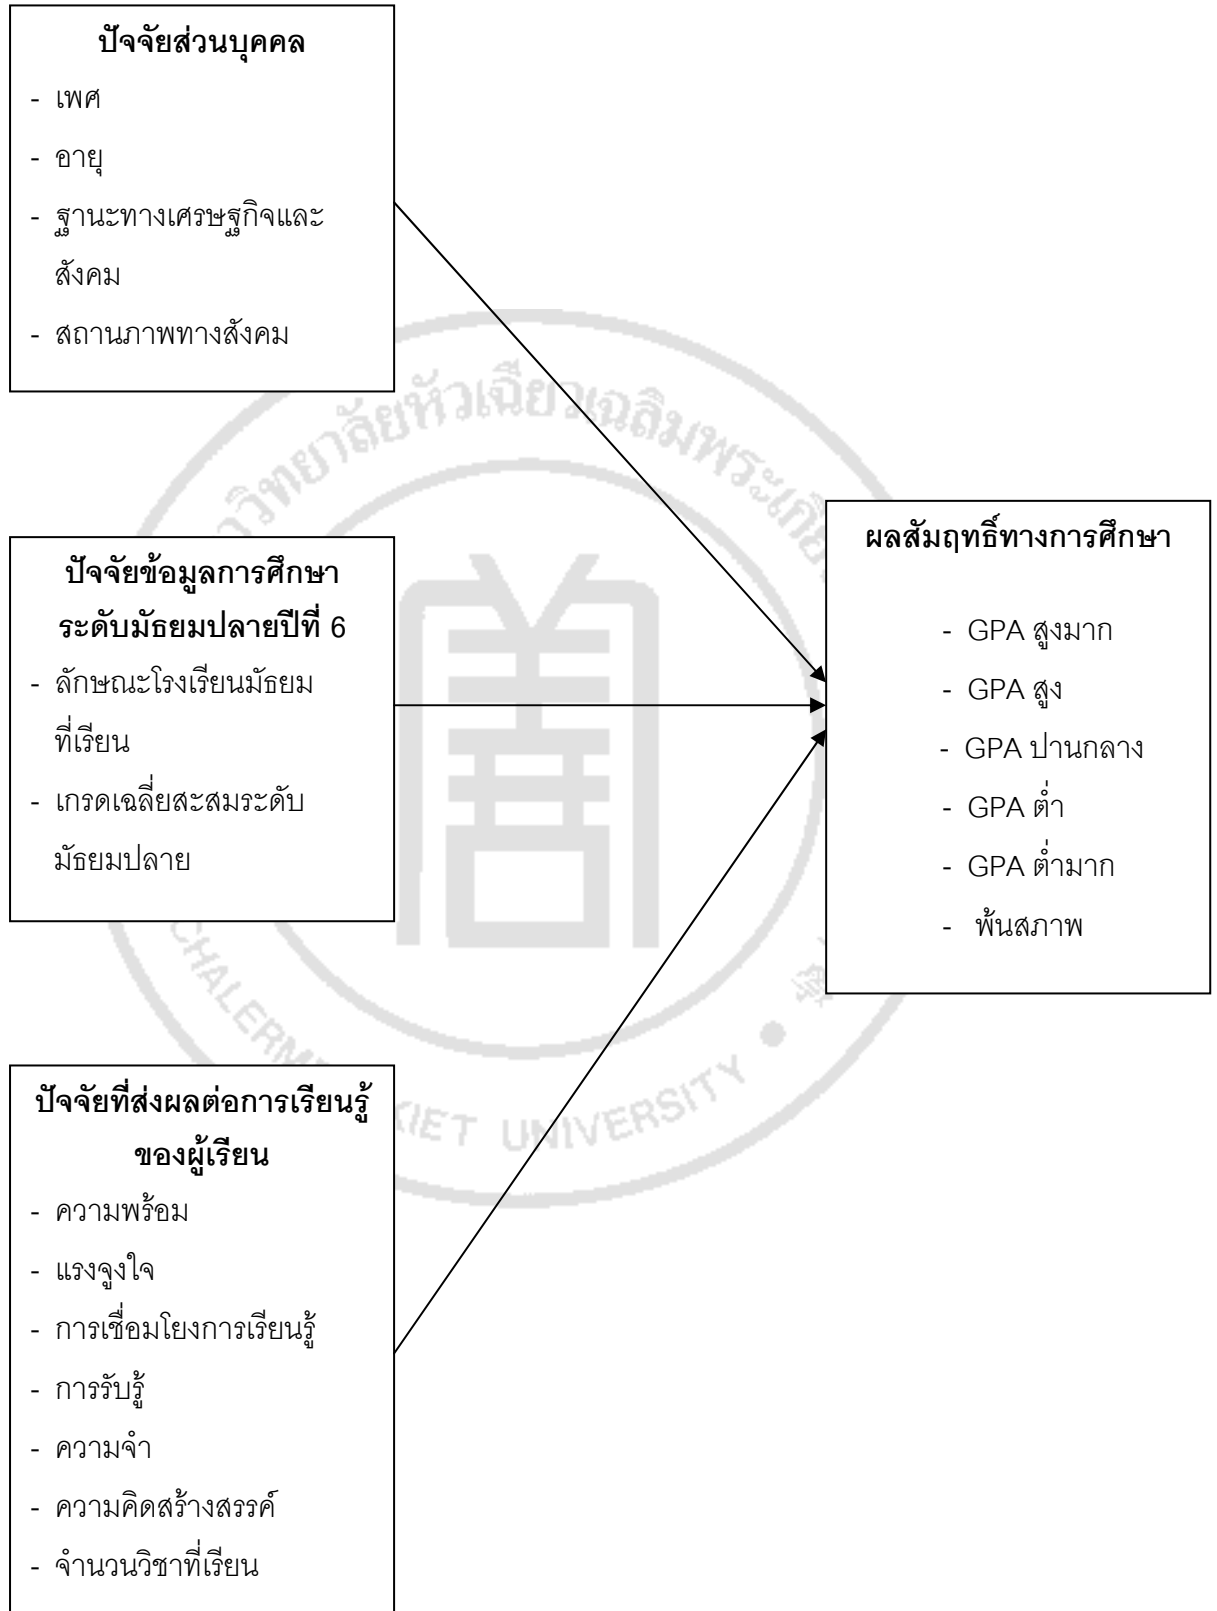 ปัจจัยส่วนบุคคล
- เพศ
- อายุ
- ฐานะทางเศรษฐกิจและ
สังคม
- สถานภาพทางสังคม
ปัจจัยข้อมูลการศึกษา
ระดับมัธยมปลายปีที่ 6
- ลักษณะโรงเรียนมัธยม
ที่เรียน
- เกรดเฉลี่ยสะสมระดับ
มัธยมปลาย
ปัจจัยที่ส่งผลต่อการเรียนรู้
ของผู้เรียน
- ความพร้อม
- แรงจูงใจ
- การเชื่อมโยงการเรียนรู้
- การรับรู้
- ความจำ
- ความคิดสร้างสรรค์
- จำนวนวิชาที่เรียน
ผลสัมฤทธิ์ทางการศึกษา
- GPA สูงมาก
- GPA สูง
- GPA ปานกลาง
- GPA ต่ำ
- GPA ต่ำมาก
- พ้นสภาพ
UNIVERSITY